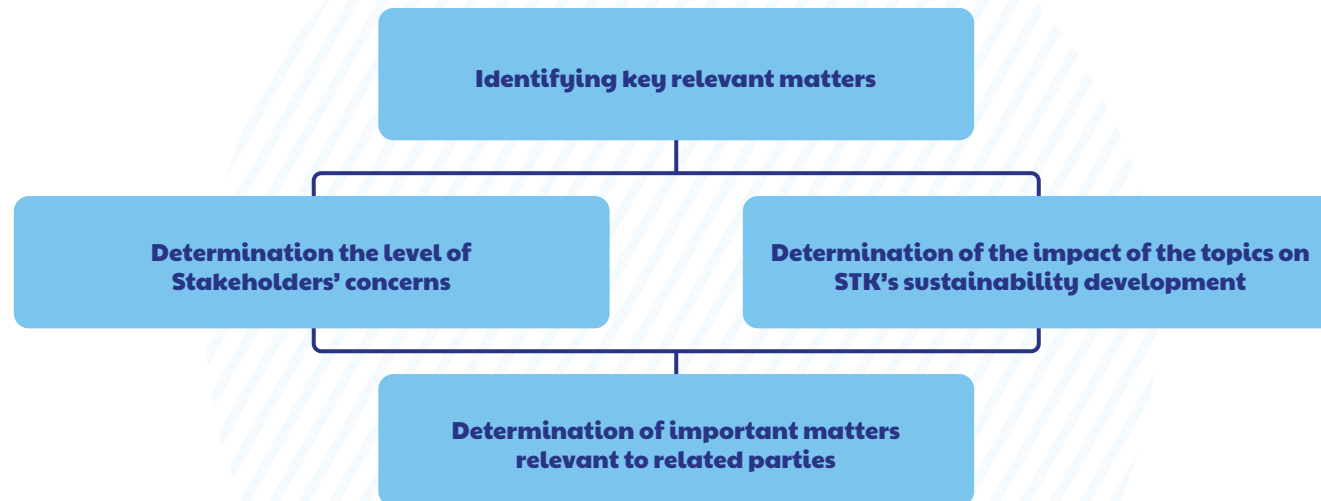 Identifying key relevant matters
Determination the level of
Stakeholders’ concerns
Determination of the impact of the topics on
STK’s sustainability development
Determination of important matters
relevant to related parties